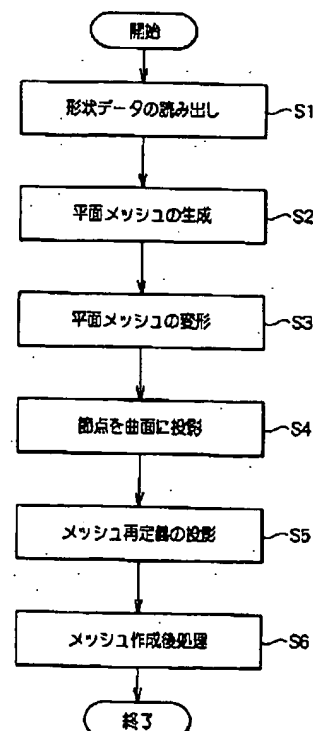 開始
形状データの読み出し S1
平面メッシュの生成 S2
平面メッシュの変形 S3
節点を曲面に投影 S4
メッシュ再定義の投影 S5
メッシュ作成後処理 S6
終了